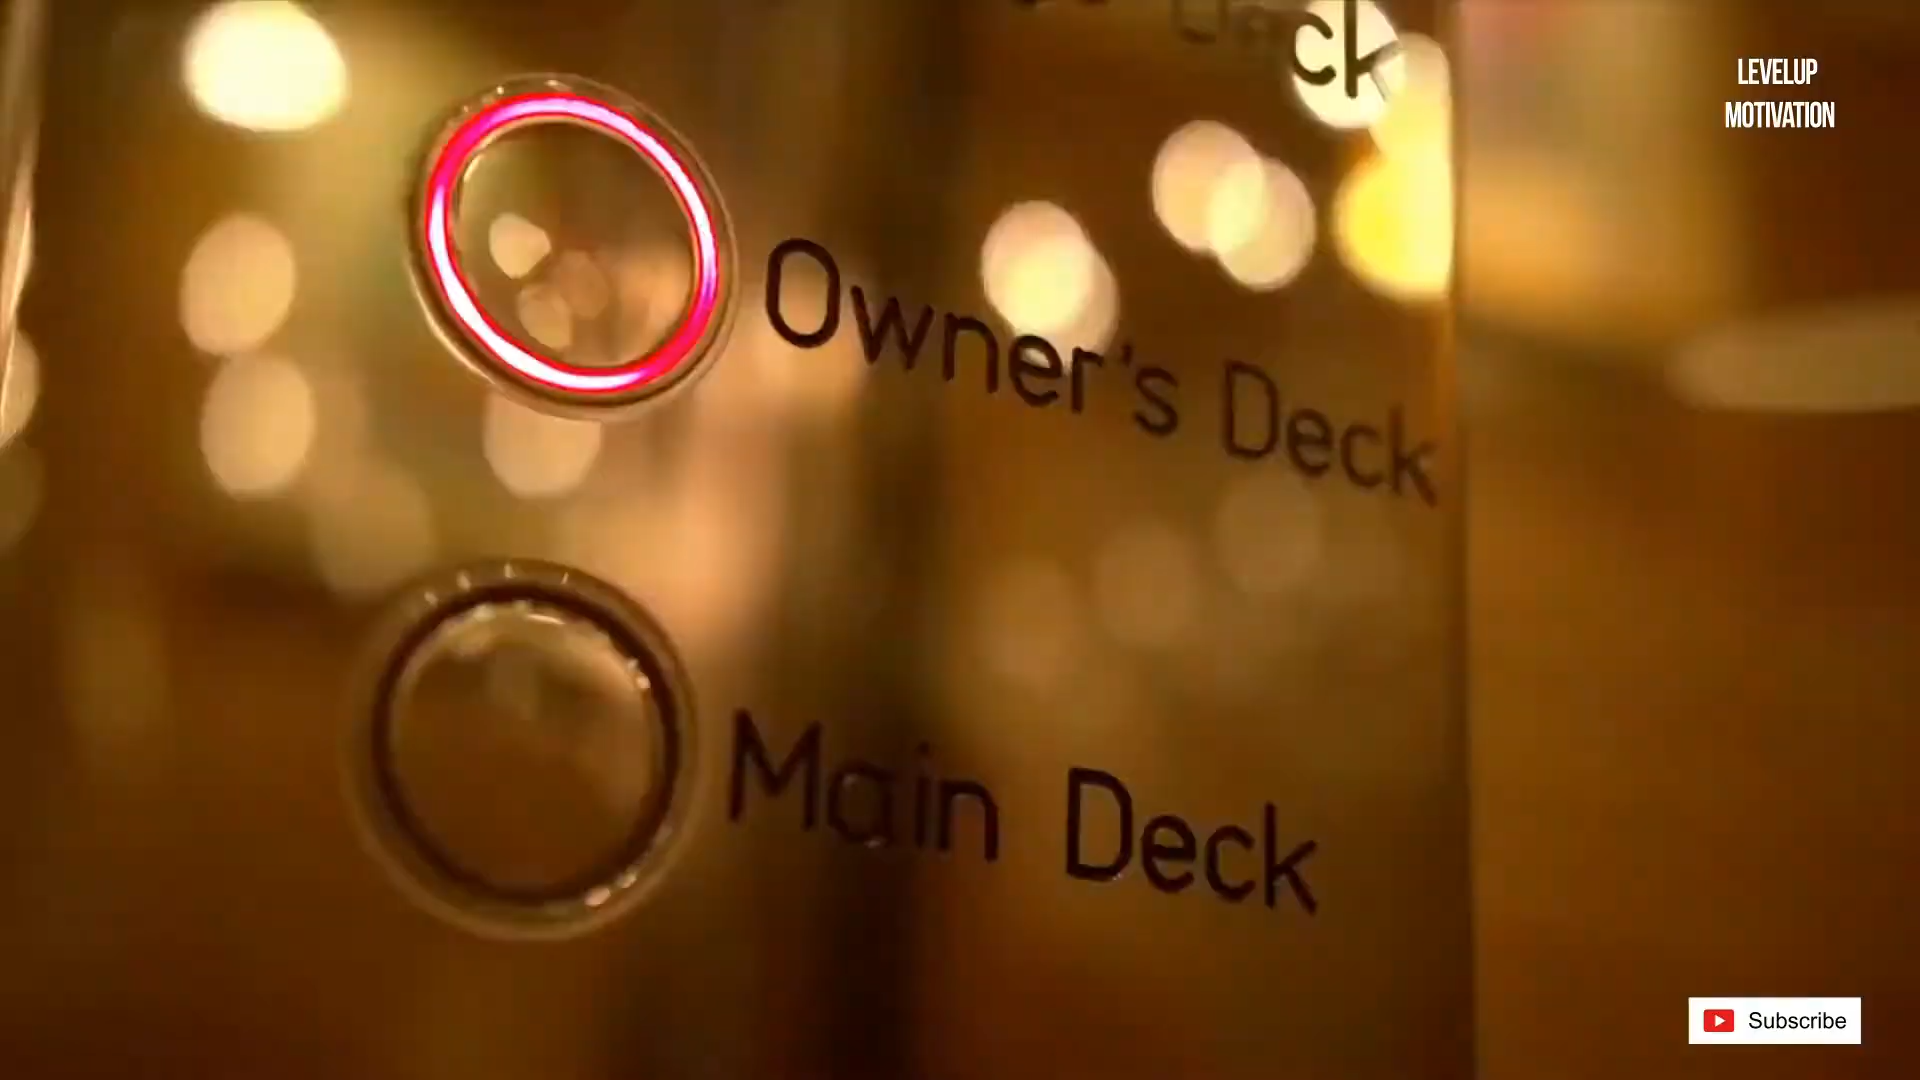 LEVELUP
MOTIVATION
Owner's Deck
Main Deck
Subscribe